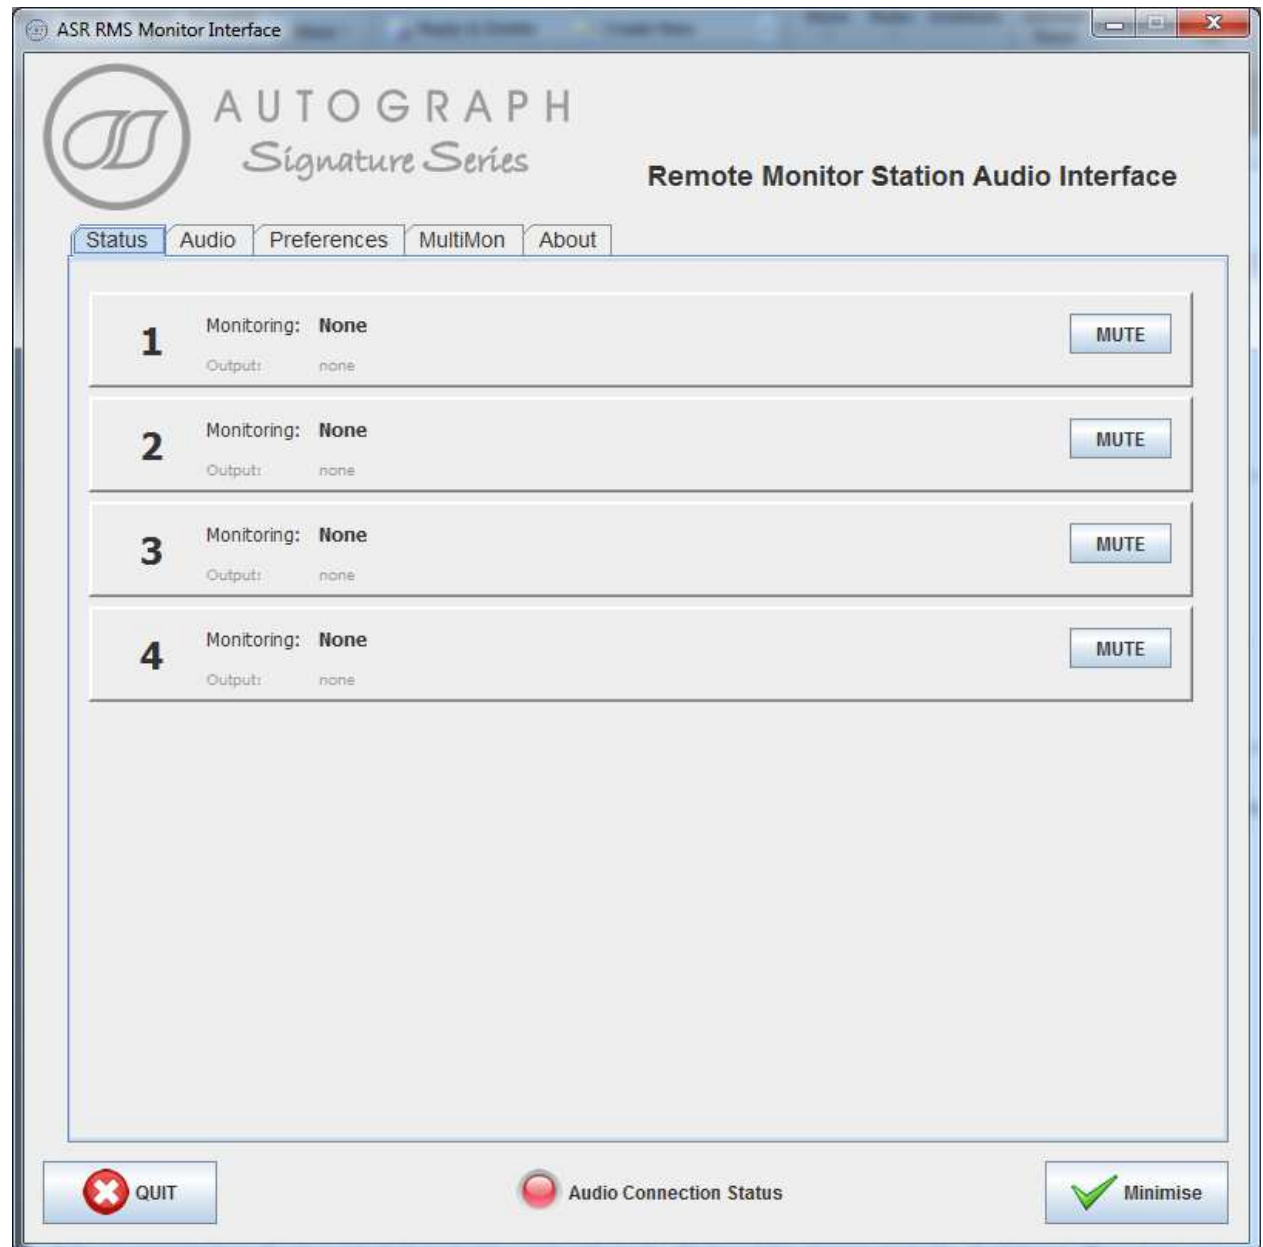 ASR RMS Monitor Interface
AUTOGRAPH
Signature Series
Remote Monitor Station Audio Interface
Status Audio Preferences MultiMon About
1 Monitoring: None MUTE
Output: none
2 Monitoring: None MUTE
Output: none
3 Monitoring: None MUTE
Output: none
4 Monitoring: None MUTE
Output: none
QUIT Audio Connection Status Minimise